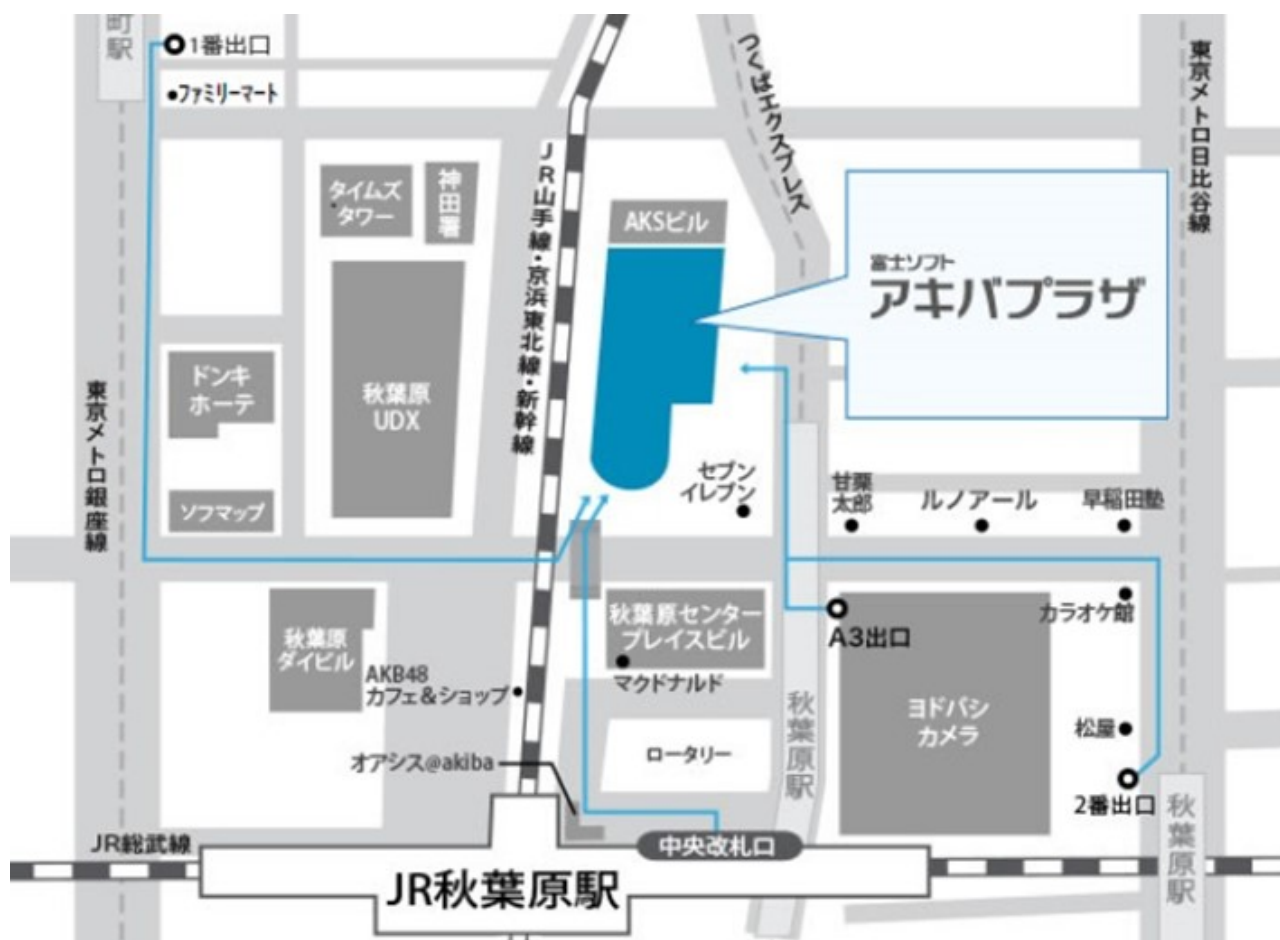 町駅
1番出口
ファミリーマート
つくばエクスプレス
東京メトロ日比谷線
JR山手線・京浜東北線・新幹線
タイムズ
タワー
神田署
AKSビル
富士ソフト
アキバプラザ
ドンキ
ホーテ
秋葉原
UDX
東京メトロ銀座線
ソフマップ
セブン
イレブン
甘栗
太郎
ルノアール
早稲田塾
秋葉原
ダイビル
秋葉原センター
プレイスビル
マクドナルド
A3出口
カラオケ館
AKB48
カフェ&ショップ
ヨドバシ
カメラ
松屋
秋葉原駅
ロータリー
オアシス@akiba
2番出口
秋葉原駅
JR総武線
中央改札口
JR秋葉原駅